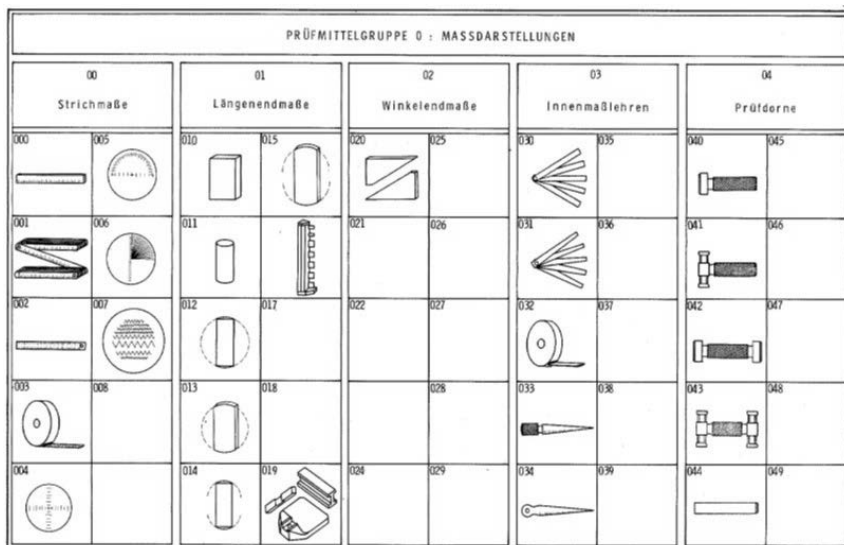 PRÜFMITTELGRUPPE 0 : MASSDARSTELLUNGEN
00 01 02 03 04
Strichmaße Längenendmaße Winkelendmaße Innenmaßlehren Prüfdorne
000 005 010 015 020 025 030 035 040 045
001 006 011 021 026 031 036 041 046
002 007 012 017 022 027 032 037 042 047
003 008 013 018 028 033 038 043 048
004 014 019 024 029 034 039 044 049